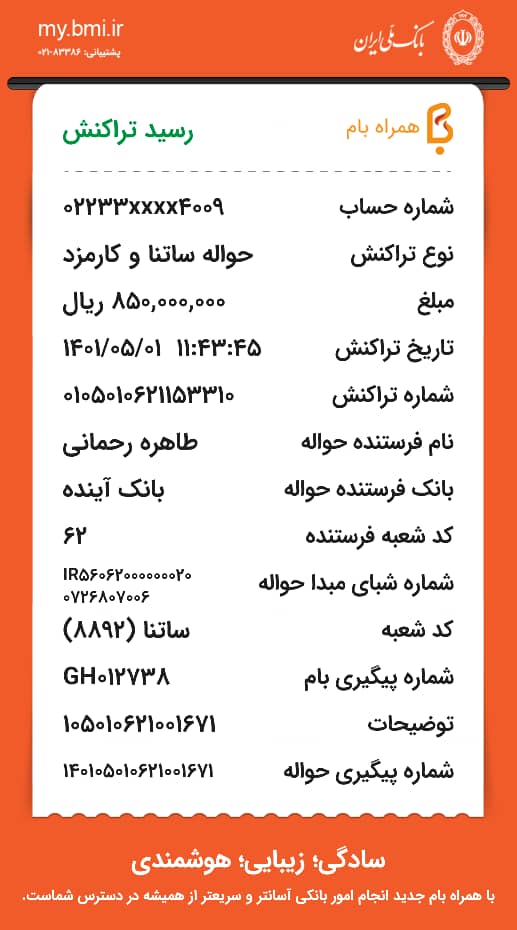 بانک ملی ایران
my.bmi.ir
پشتیبانی: ۸۳۳۸۶-۰۲۱
همراه بام
رسید تراکنش
شماره حساب ۰۲۲۳۳xxxx۴۰۰۹
نوع تراکنش حواله ساتنا و کارمزد
مبلغ ۸۵۰,۰۰۰,۰۰۰ ریال
تاریخ تراکنش ۱۴۰۱/۰۵/۰۱ ۱۱:۴۳:۴۵
شماره تراکنش ۰۱۰۵۰۱۰۶۲۱۱۵۳۳۱۰
نام فرستنده حواله طاهره رحمانی
بانک فرستنده حواله بانک آینده
کد شعبه فرستنده ۶۲
شماره شبای مبدا حواله IR۵۶۰۶۲۰۰۰۰۰۰۰۲۰
۰۷۲۶۸۰۷۰۰۶
کد شعبه ساتنا (۸۸۹۲)
شماره پیگیری بام GH۰۱۲۷۳۸
توضیحات ۱۰۵۰۱۰۶۲۱۰۰۱۶۷۱
شماره پیگیری حواله ۱۴۰۱۰۵۰۱۰۶۲۱۰۰۱۶۷۱
سادگی؛ زیبایی؛ هوشمندی
با همراه بام جدید انجام امور بانکی آسانتر و سریعتر از همیشه در دسترس شماست.